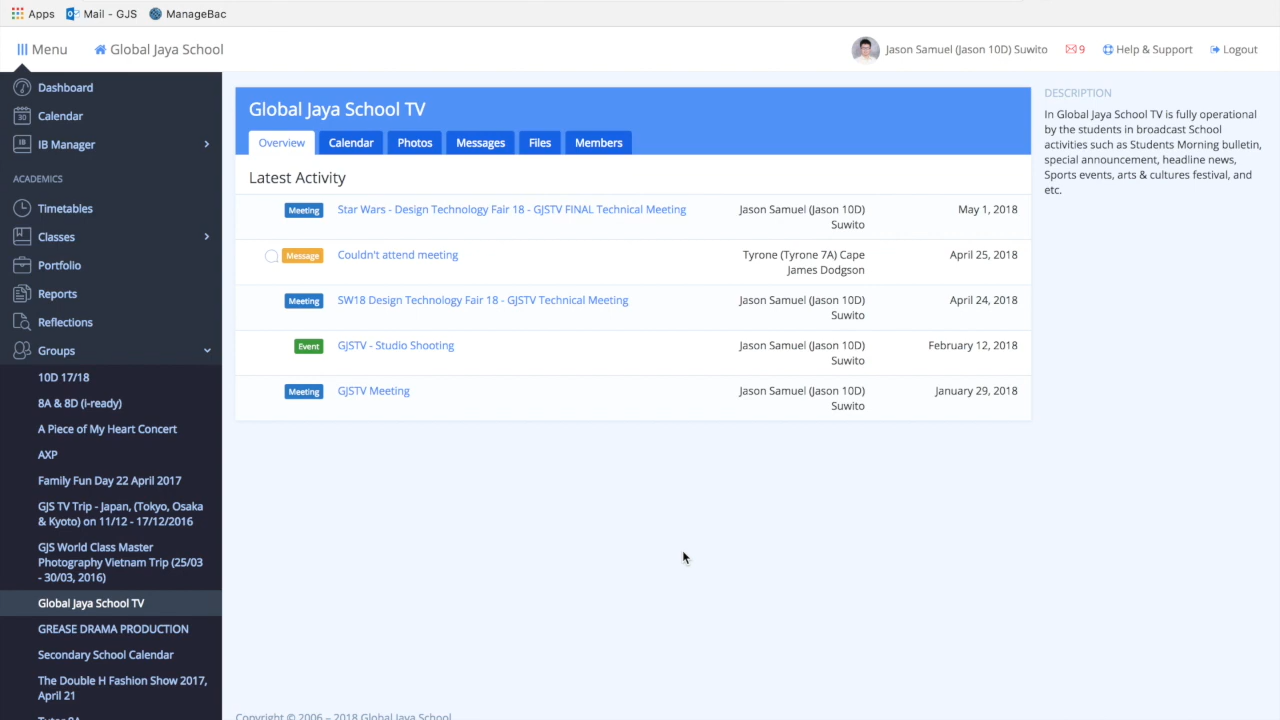 Apps Mail - GJS ManageBac
Menu Global Jaya School Jason Samuel (Jason 10D) Suwito 9 Help & Support Logout
Dashboard
30 Calendar
IB IB Manager
ACADEMICS
Timetables
Classes
Portfolio
Reports
Reflections
Groups
10D 17/18
8A & 8D (i-ready)
A Piece of My Heart Concert
AXP
Family Fun Day 22 April 2017
GJS TV Trip - Japan, (Tokyo, Osaka
& Kyoto) on 11/12 - 17/12/2016
GJS World Class Master
Photography Vietnam Trip (25/03
- 30/03, 2016)
Global Jaya School TV
GREASE DRAMA PRODUCTION
Secondary School Calendar
The Double H Fashion Show 2017,
April 21
Tutor 9A
Global Jaya School TV
Overview Calendar Photos Messages Files Members
Latest Activity
Meeting Star Wars - Design Technology Fair 18 - GJSTV FINAL Technical Meeting Jason Samuel (Jason 10D) May 1, 2018
Suwito
Message Couldn't attend meeting Tyrone (Tyrone 7A) Cape April 25, 2018
James Dodgson
Meeting SW18 Design Technology Fair 18 - GJSTV Technical Meeting Jason Samuel (Jason 10D) April 24, 2018
Suwito
Event GJSTV - Studio Shooting Jason Samuel (Jason 10D) February 12, 2018
Suwito
Meeting GJSTV Meeting Jason Samuel (Jason 10D) January 29, 2018
Suwito
Copyright © 2006 – 2018 Global Jaya School
DESCRIPTION
In Global Jaya School TV is fully operational
by the students in broadcast School
activities such as Students Morning bulletin,
special announcement, headline news,
Sports events, arts & cultures festival, and
etc.